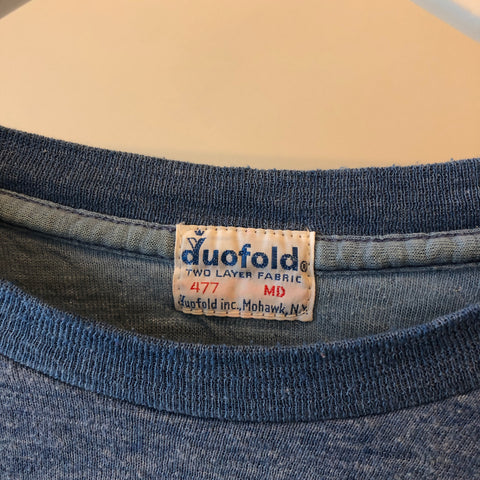 duofold®
TWO LAYER FABRIC
477 MD
duofold inc., Mohawk, N.Y.